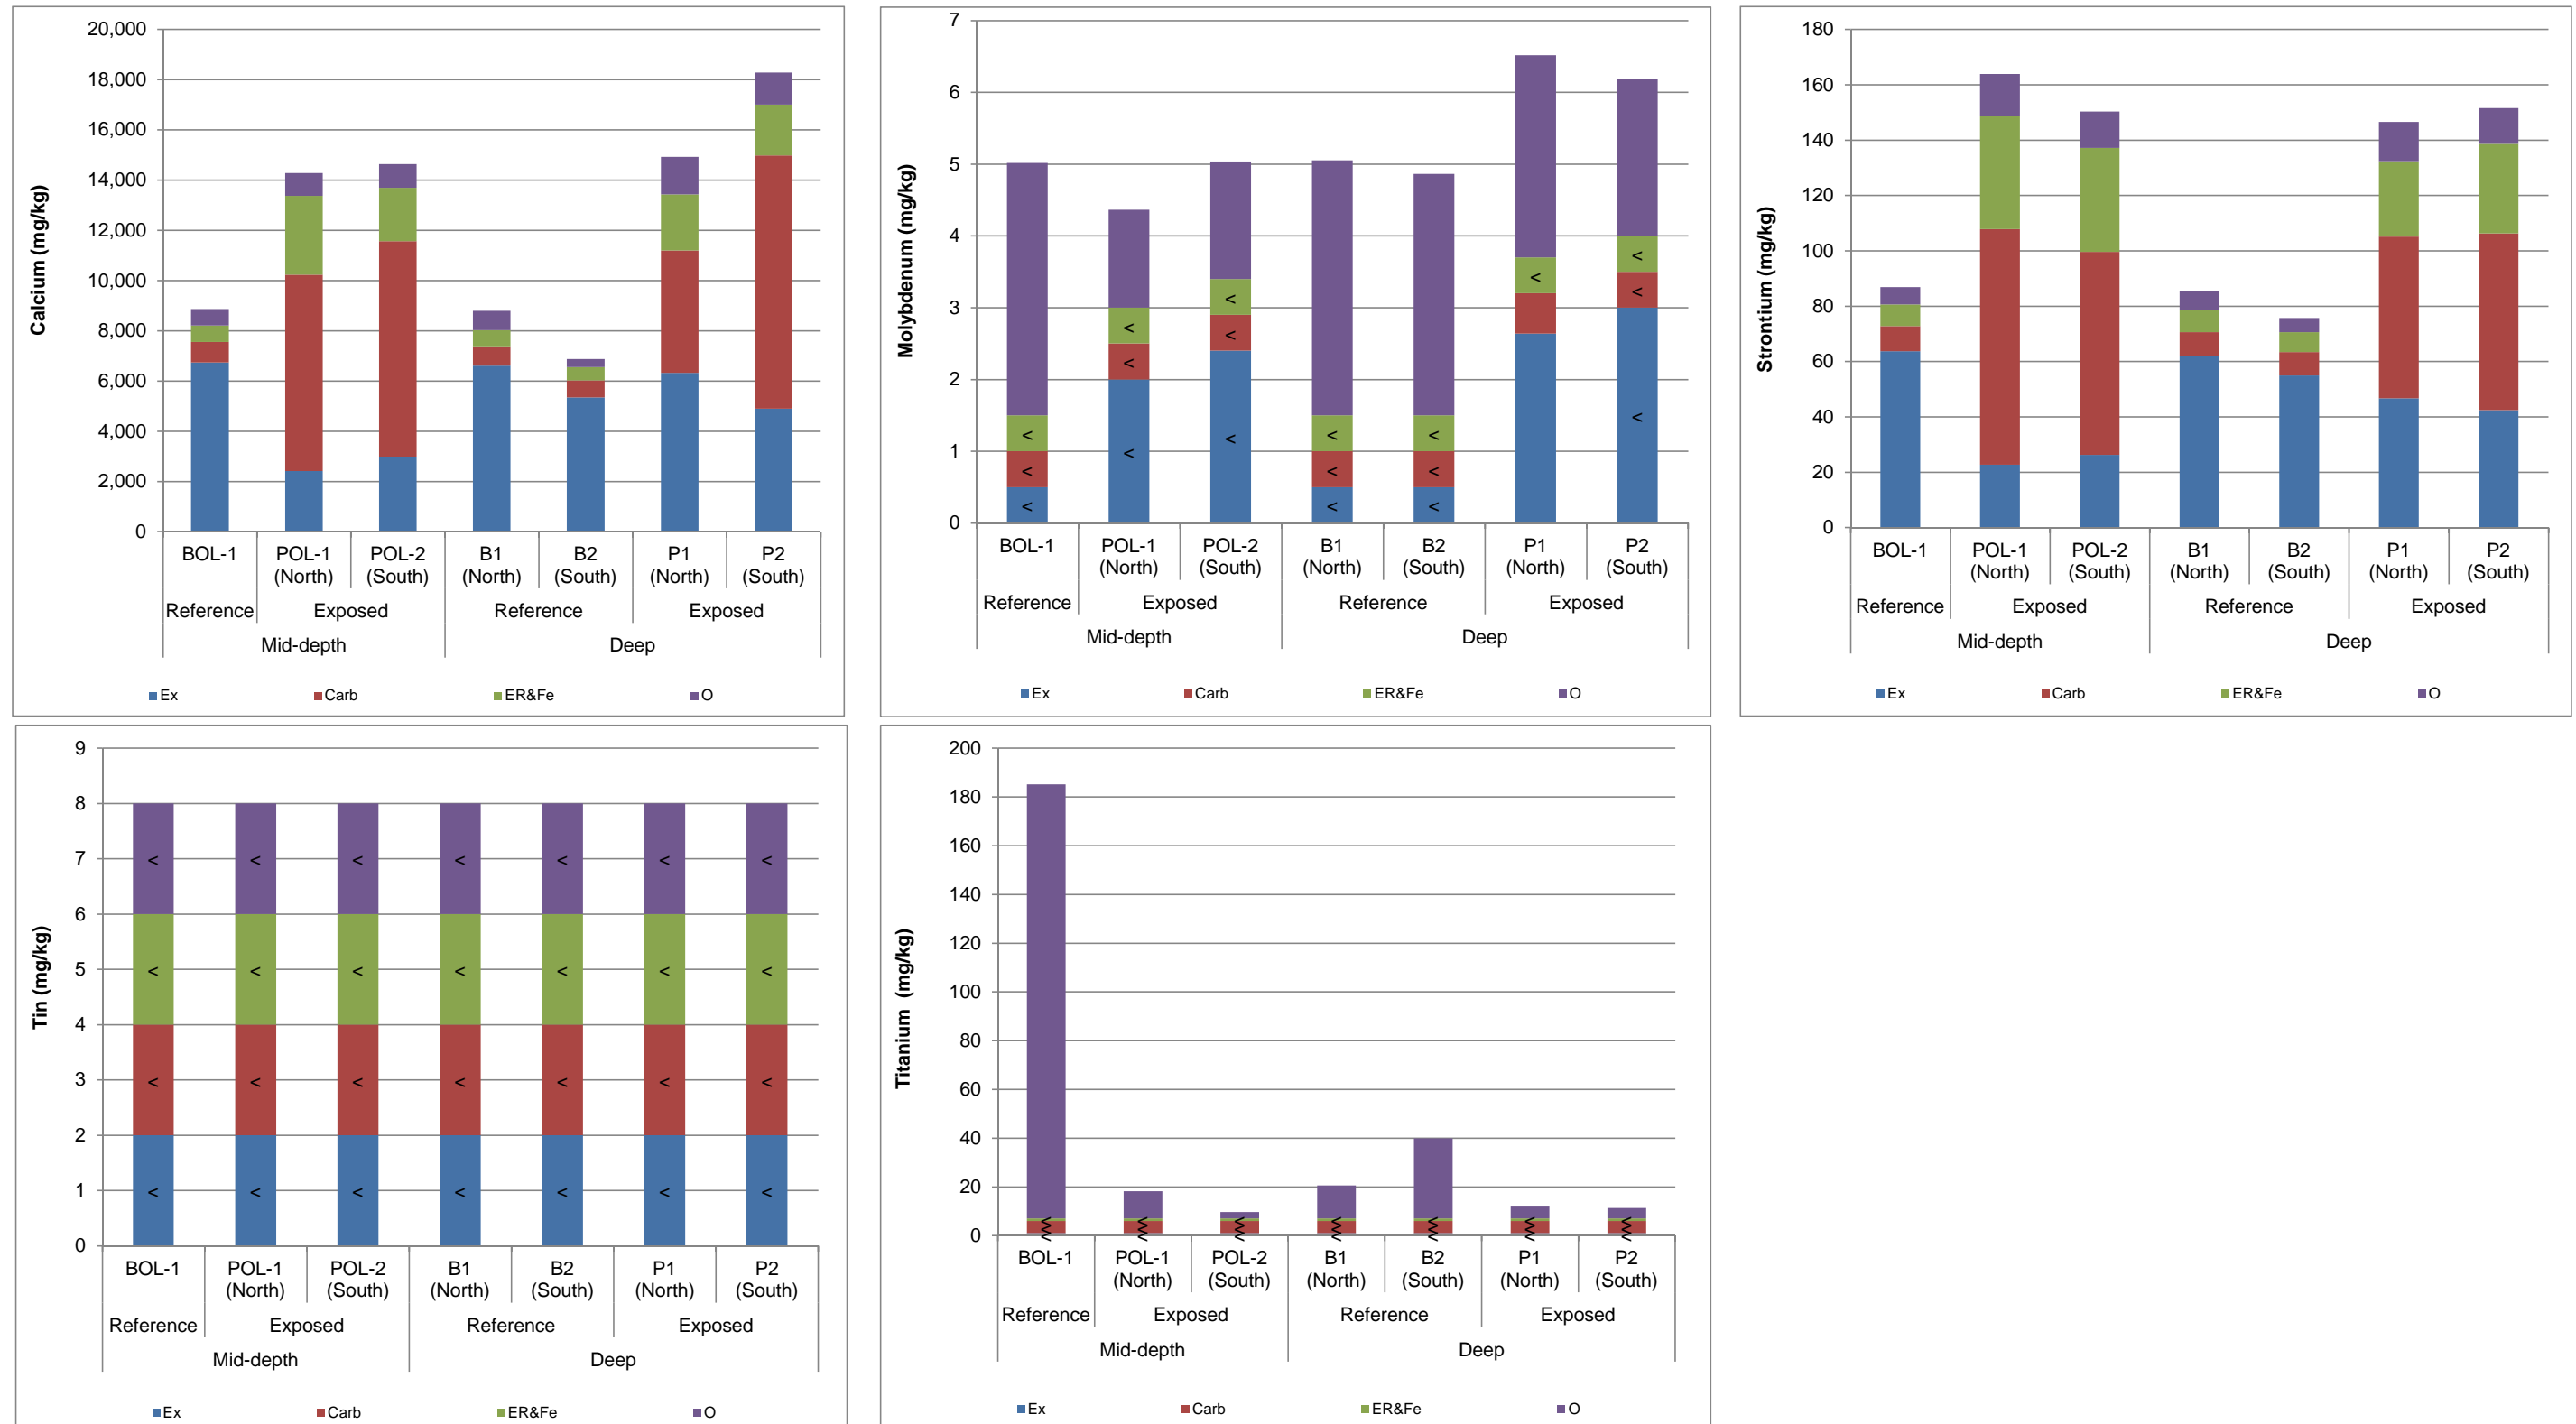 20,000
18,000
16,000
14,000
12,000
10,000
8,000
6,000
4,000
2,000
0
Calcium (mg/kg)
BOL-1 POL-1 POL-2 B1 B2 P1 P2
(North) (South) (North) (South) (North) (South)
Reference Exposed Reference Exposed
Mid-depth Deep
Ex Carb ER&Fe O
7
6
5
4
3
2
1
0
Molybdenum (mg/kg)
< < < < < <
< < < < <
< < < < <
BOL-1 POL-1 POL-2 B1 B2 P1 P2
(North) (South) (North) (South) (North) (South)
Reference Exposed Reference Exposed
Mid-depth Deep
Ex Carb ER&Fe O
180
160
140
120
100
80
60
40
20
0
Strontium (mg/kg)
BOL-1 POL-1 POL-2 B1 B2 P1 P2
(North) (South) (North) (South) (North) (South)
Reference Exposed Reference Exposed
Mid-depth Deep
Ex Carb ER&Fe O
9
8
7
6
5
4
3
2
1
0
Tin (mg/kg)
< < < < < < <
< < < < < < <
< < < < < < <
< < < < < < <
BOL-1 POL-1 POL-2 B1 B2 P1 P2
(North) (South) (North) (South) (North) (South)
Reference Exposed Reference Exposed
Mid-depth Deep
Ex Carb ER&Fe O
200
180
160
140
120
100
80
60
40
20
0
Titanium (mg/kg)
< < < < < < <
< < < < < < <
< < < < < < <
BOL-1 POL-1 POL-2 B1 B2 P1 P2
(North) (South) (North) (South) (North) (South)
Reference Exposed Reference Exposed
Mid-depth Deep
Ex Carb ER&Fe O